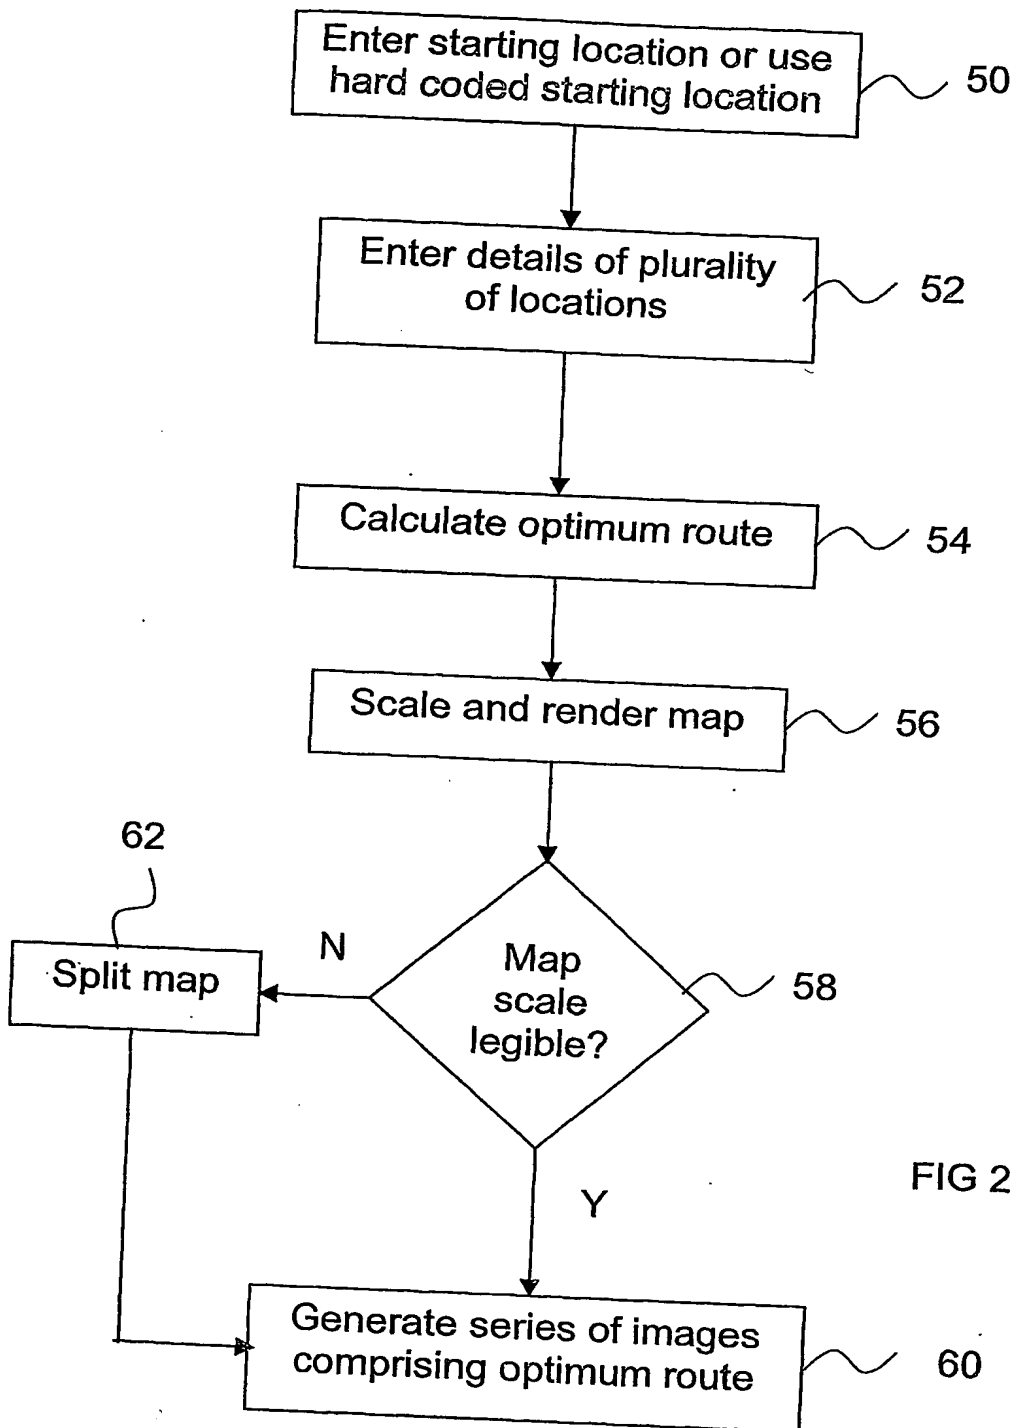 Enter starting location or use
hard coded starting location
50
Enter details of plurality
of locations
52
Calculate optimum route
54
Scale and render map
56
62
N
Split map
Map
scale
legible?
58
FIG 2
Y
Generate series of images
comprising optimum route
60